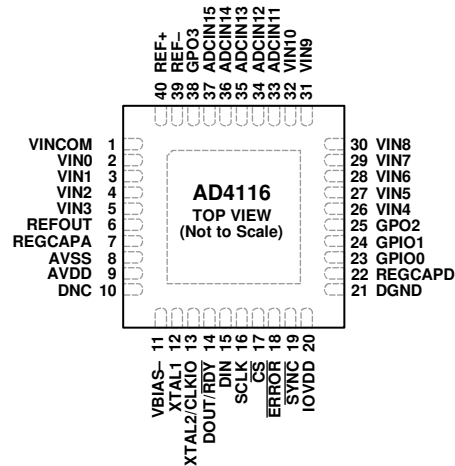 40 REF+
39 REF–
38 GPO3
37 ADCIN15
36 ADCIN14
35 ADCIN13
34 ADCIN12
33 ADCIN11
32 VIN10
31 VIN9
VINCOM 1
VIN0 2
VIN1 3
VIN2 4
VIN3 5
REFOUT 6
REGCAPA 7
AVSS 8
AVDD 9
DNC 10
AD4116
TOP VIEW
(Not to Scale)
30 VIN8
29 VIN7
28 VIN6
27 VIN5
26 VIN4
25 GPO2
24 GPIO1
23 GPIO0
22 REGCAPD
21 DGND
VBIAS– 11
XTAL1 12
XTAL2/CLKIO 13
DOUT/RDY 14
DIN 15
SCLK 16
CS 17
ERROR 18
SYNC 19
IOVDD 20